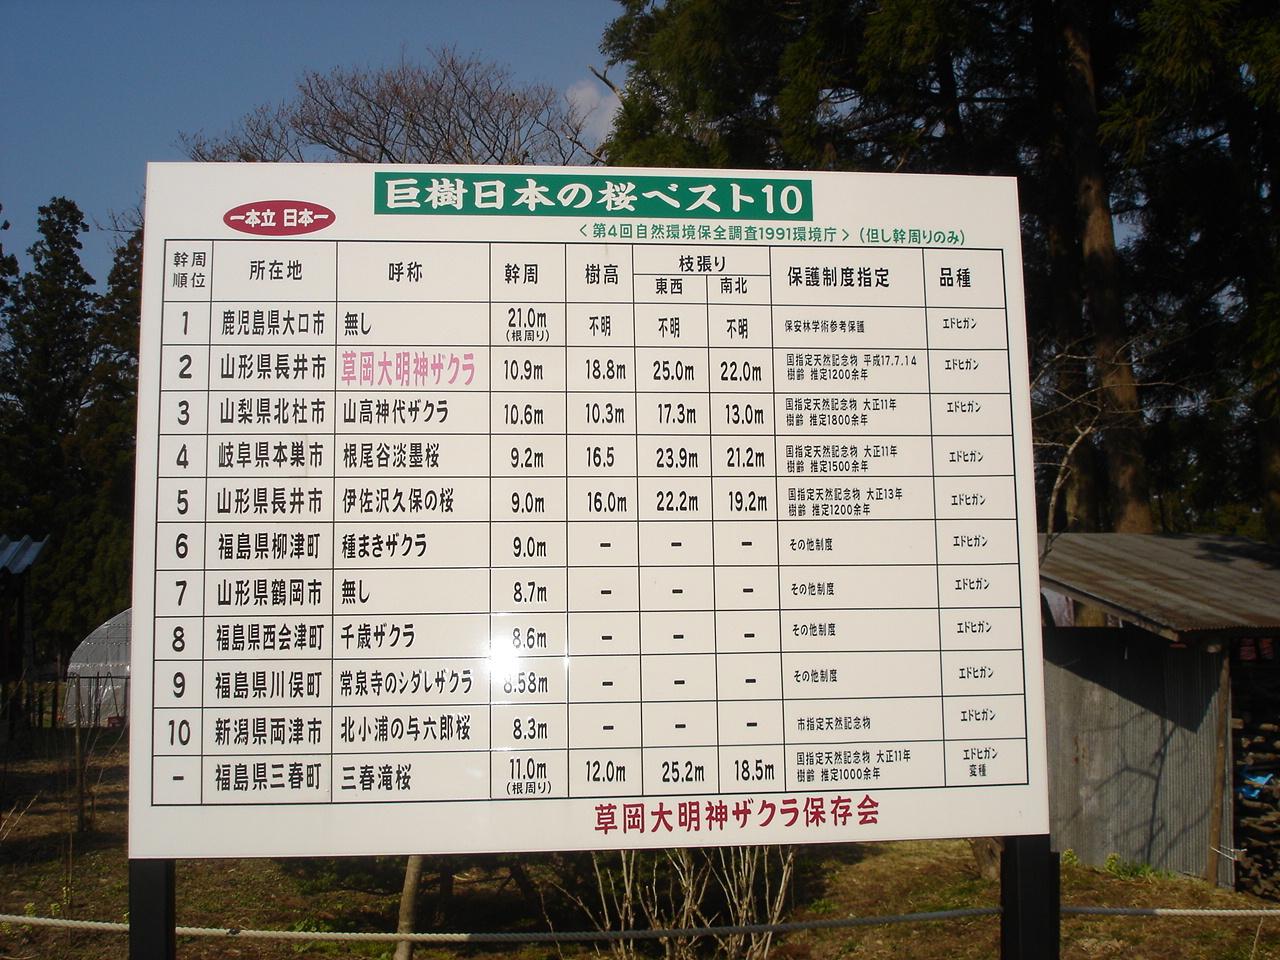 巨樹日本の桜ベスト10
一本立 日本一
<第4回自然環境保全調査1991環境庁> (但し幹周りのみ)
幹周順位 所在地 呼称 幹周 樹高 枝張り 東西 南北 保護制度指定 品種
1 鹿児島県大口市 無し 21.0m (根周り) 不明 不明 不明 保安林学術参考保護 エドヒガン
2 山形県長井市 草岡大明神ザクラ 10.9m 18.8m 25.0m 22.0m 国指定天然記念物 平成17.7.14 樹齢 推定1200余年 エドヒガン
3 山梨県北杜市 山高神代ザクラ 10.6m 10.3m 17.3m 13.0m 国指定天然記念物 大正11年 樹齢 推定1800余年 エドヒガン
4 岐阜県本巣市 根尾谷淡墨桜 9.2m 16.5 23.9m 21.2m 国指定天然記念物 大正11年 樹齢 推定1500余年 エドヒガン
5 山形県長井市 伊佐沢久保の桜 9.0m 16.0m 22.2m 19.2m 国指定天然記念物 大正13年 樹齢 推定1200余年 エドヒガン
6 福島県柳津町 種まきザクラ 9.0m − − − その他制度 エドヒガン
7 山形県鶴岡市 無し 8.7m − − − その他制度 エドヒガン
8 福島県西会津町 千歳ザクラ 8.6m − − − その他制度 エドヒガン
9 福島県川俣町 常泉寺のシダレザクラ 8.58m − − − その他制度 エドヒガン
10 新潟県両津市 北小浦の与六郎桜 8.3m − − − 市指定天然記念物 エドヒガン
− 福島県三春町 三春滝桜 11.0m (根周り) 12.0m 25.2m 18.5m 国指定天然記念物 大正11年 樹齢 推定1000余年 エドヒガン変種
草岡大明神ザクラ保存会